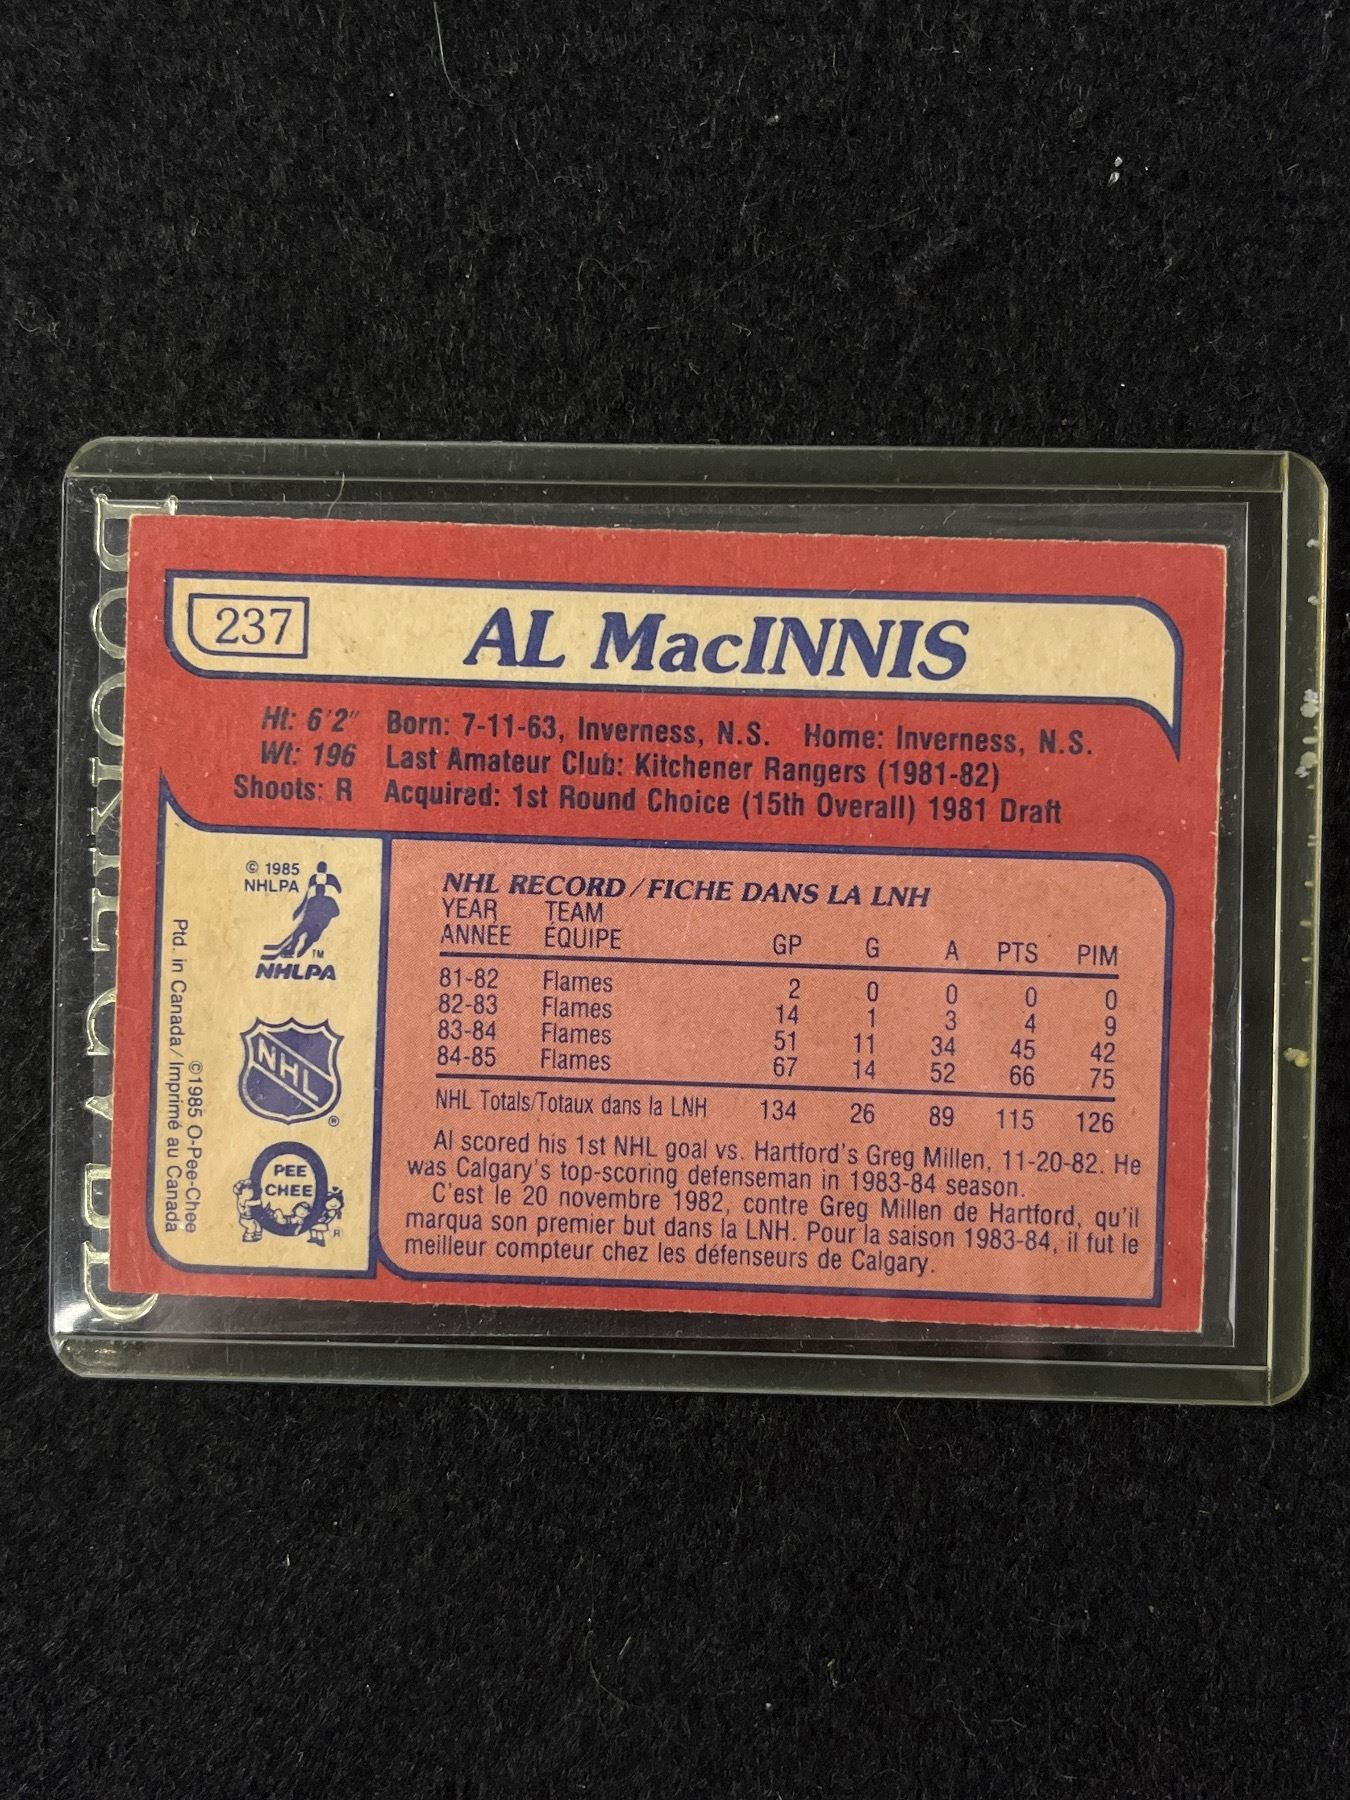 ROOKIE CARD
237
AL MacINNIS
Ht: 6'2" Born: 7-11-63, Inverness, N.S. Home: Inverness, N.S.
Wt: 196 Last Amateur Club: Kitchener Rangers (1981-82)
Shoots: R Acquired: 1st Round Choice (15th Overall) 1981 Draft
© 1985
NHLPA
TM
NHLPA
NHL
®
O
PEE
CHEE
R
©1985 O-Pee-Chee
Ptd. in Canada/Imprimé au Canada
NHL RECORD/FICHE DANS LA LNH
YEAR TEAM
ANNÉE ÉQUIPE GP G A PTS PIM
81-82 Flames 2 0 0 0 0
82-83 Flames 14 1 3 4 9
83-84 Flames 51 11 34 45 42
84-85 Flames 67 14 52 66 75
NHL Totals/Totaux dans la LNH 134 26 89 115 126
Al scored his 1st NHL goal vs. Hartford's Greg Millen, 11-20-82. He
was Calgary's top-scoring defenseman in 1983-84 season.
C'est le 20 novembre 1982, contre Greg Millen de Hartford, qu'il
marqua son premier but dans la LNH. Pour la saison 1983-84, il fut le
meilleur compteur chez les défenseurs de Calgary.